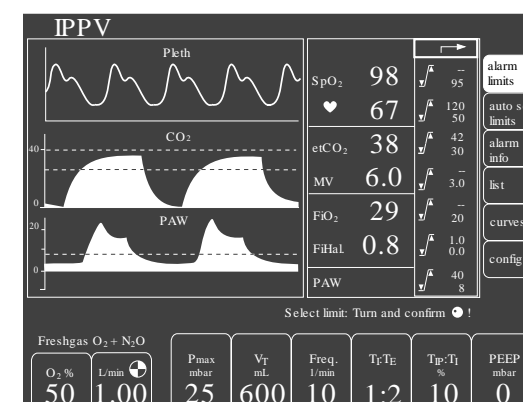 IPPV
Pleth
CO₂
40
0
PAW
20
0
SpO₂ 98 -- 95
67 120 50
etCO₂ 38 42 30
MV 6.0 -- 3.0
FiO₂ 29 -- 20
FiHal. 0.8 1.0 0.0
PAW 40 8
alarm
limits
auto s
limits
alarm
info
list
curves
config
Select limit: Turn and confirm !
Freshgas O₂ + N₂O
O₂ % 50
L/min 1.00
Pmax mbar 25
VT mL 600
Freq. 1/min 10
TI:TE 1:2
TIP:TI % 10
PEEP mbar 0